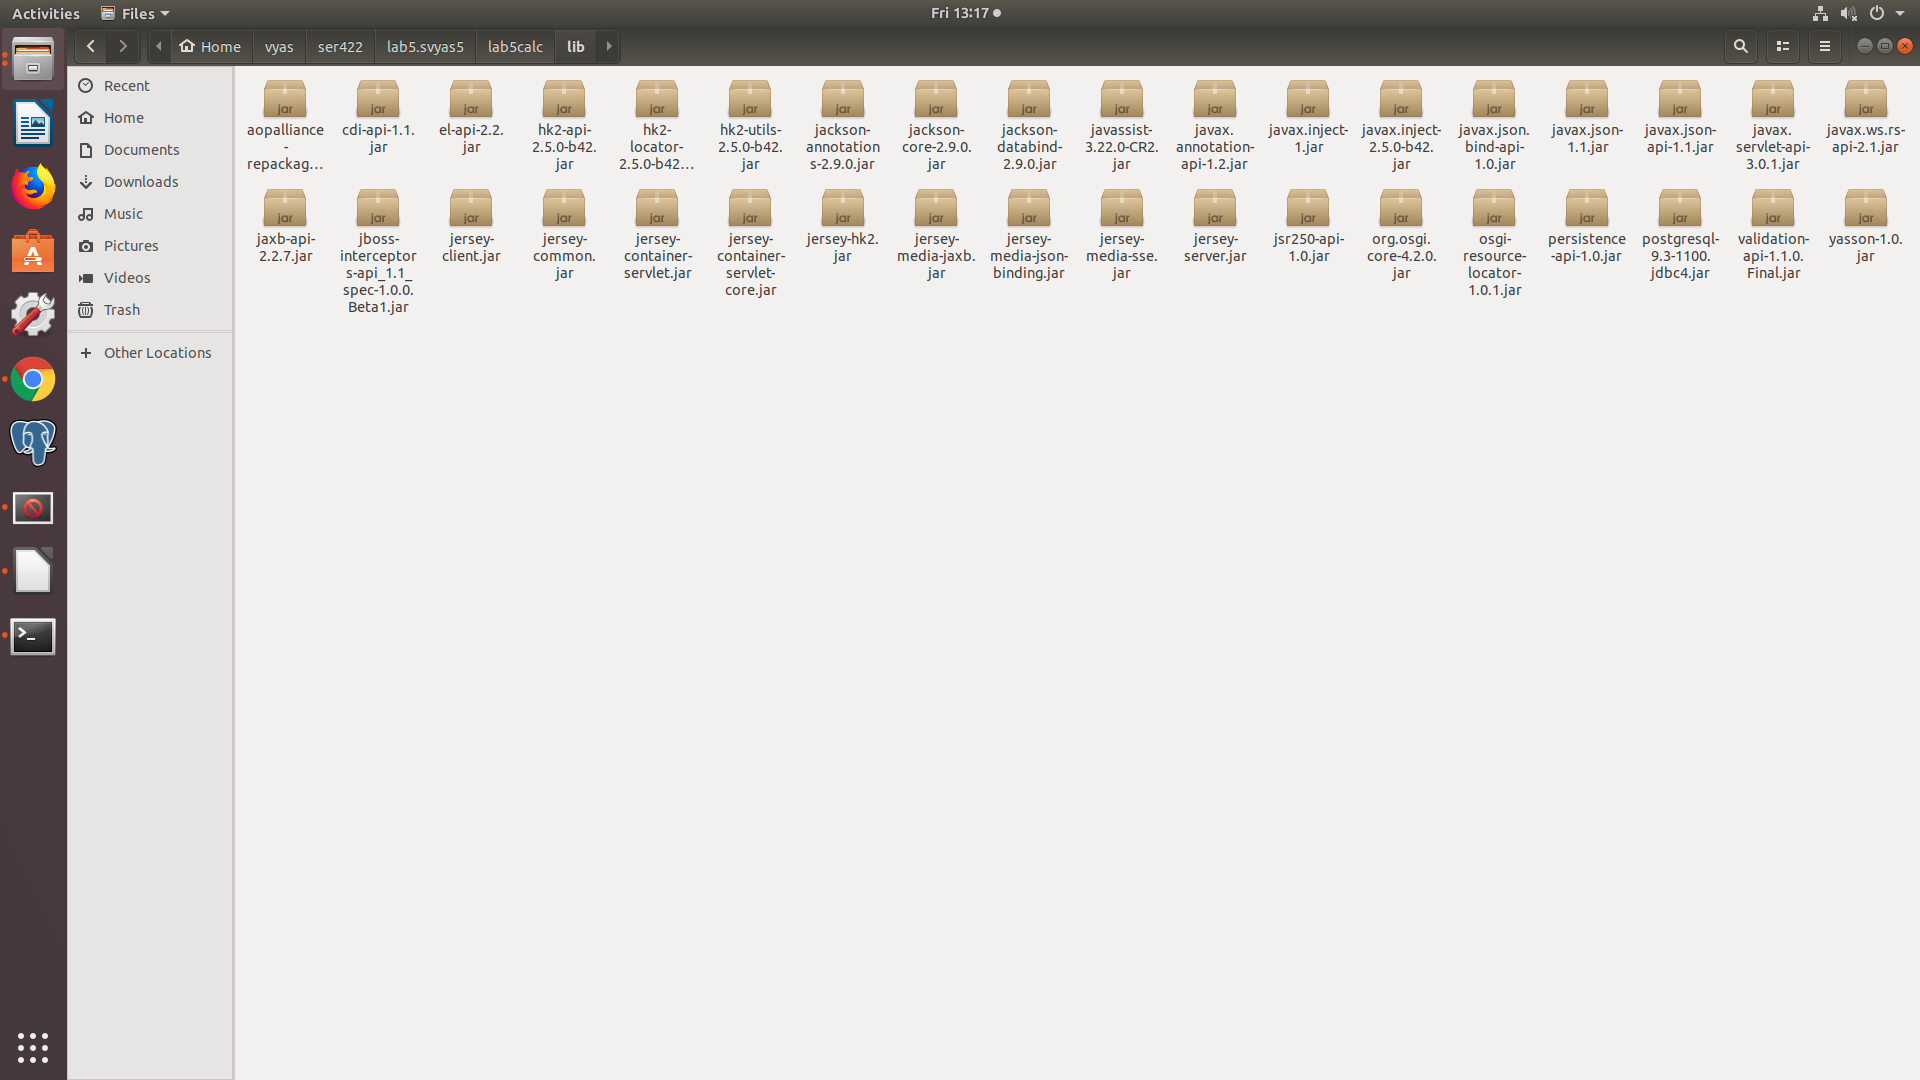 Activities Files Fri 13:17
Home vyas ser422 lab5.svyas5 lab5calc lib
Recent
Home
Documents
Downloads
Music
Pictures
Videos
Trash
Other Locations
jar jar jar jar jar jar jar jar jar jar jar jar jar jar jar jar jar jar
aopalliance cdi-api-1.1. el-api-2.2. hk2-api- hk2- hk2-utils- jackson- jackson- jackson- javassist- javax. javax.inject- javax.inject- javax.json. javax.json- javax.json- javax. javax.ws.rs-
- jar jar 2.5.0-b42. locator- 2.5.0-b42. annotation core-2.9.0. databind- 3.22.0-CR2. annotation- 1.jar 2.5.0-b42. bind-api- 1.1.jar api-1.1.jar servlet-api- api-2.1.jar
repackag… jar 2.5.0-b42… jar s-2.9.0.jar jar 2.9.0.jar jar api-1.2.jar jar 1.0.jar 3.0.1.jar
jar jar jar jar jar jar jar jar jar jar jar jar jar jar jar jar jar jar
jaxb-api- jboss- jersey- jersey- jersey- jersey- jersey-hk2. jersey- jersey- jersey- jersey- jsr250-api- org.osgi. osgi- persistence postgresql- validation- yasson-1.0.
2.2.7.jar interceptor client.jar common. container- container- jar media-jaxb. media-json- media-sse. server.jar 1.0.jar core-4.2.0. resource- -api-1.0.jar 9.3-1100. api-1.1.0. jar
s-api_1.1_ jar servlet.jar servlet- jar binding.jar jar jar locator- jdbc4.jar Final.jar
spec-1.0.0. core.jar 1.0.1.jar
Beta1.jar